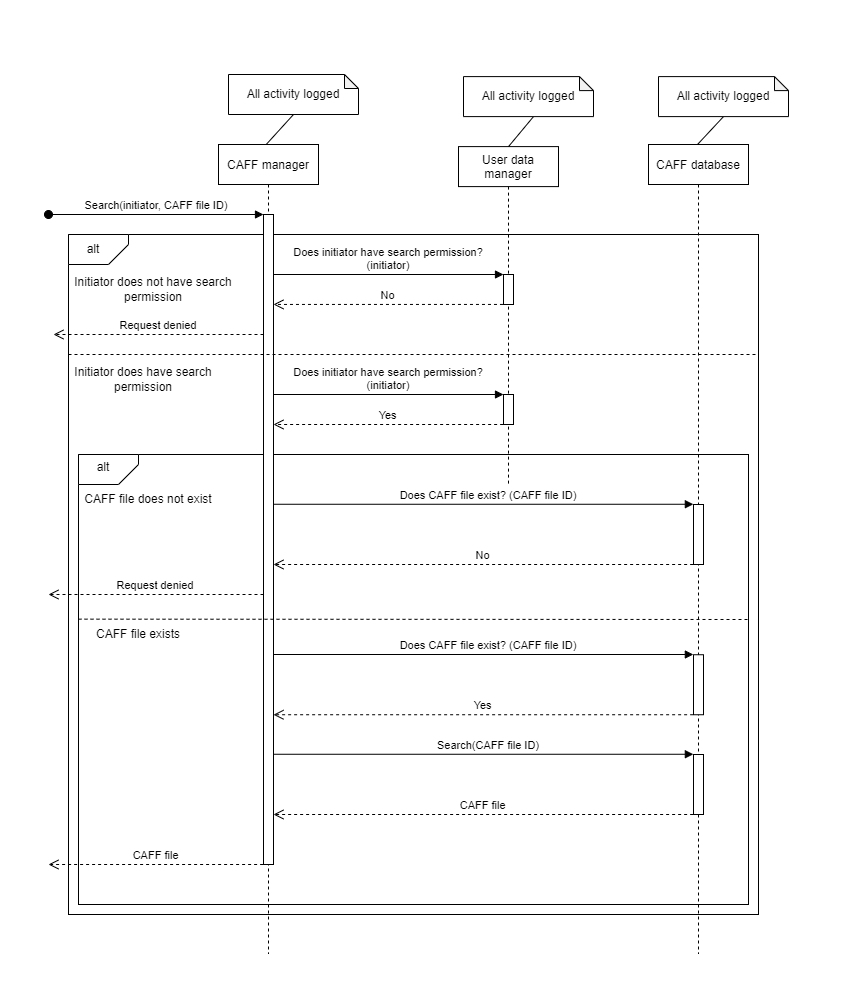 All activity logged
All activity logged
All activity logged
CAFF manager
User data
manager
CAFF database
Search(initiator, CAFF file ID)
alt
Does initiator have search permission?
(initiator)
Initiator does not have search
permission
No
Request denied
Initiator does have search
permission
Does initiator have search permission?
(initiator)
Yes
alt
CAFF file does not exist
Does CAFF file exist? (CAFF file ID)
No
Request denied
CAFF file exists
Does CAFF file exist? (CAFF file ID)
Yes
Search(CAFF file ID)
CAFF file
CAFF file